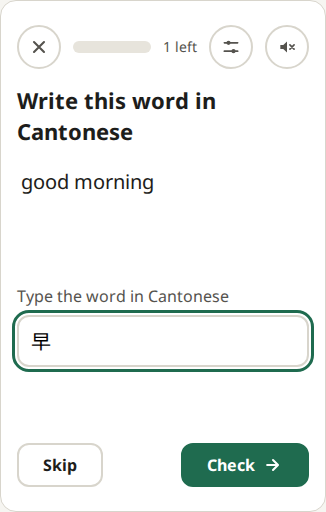 1 left
Write this word in
Cantonese
good morning
Type the word in Cantonese
早
Skip
Check